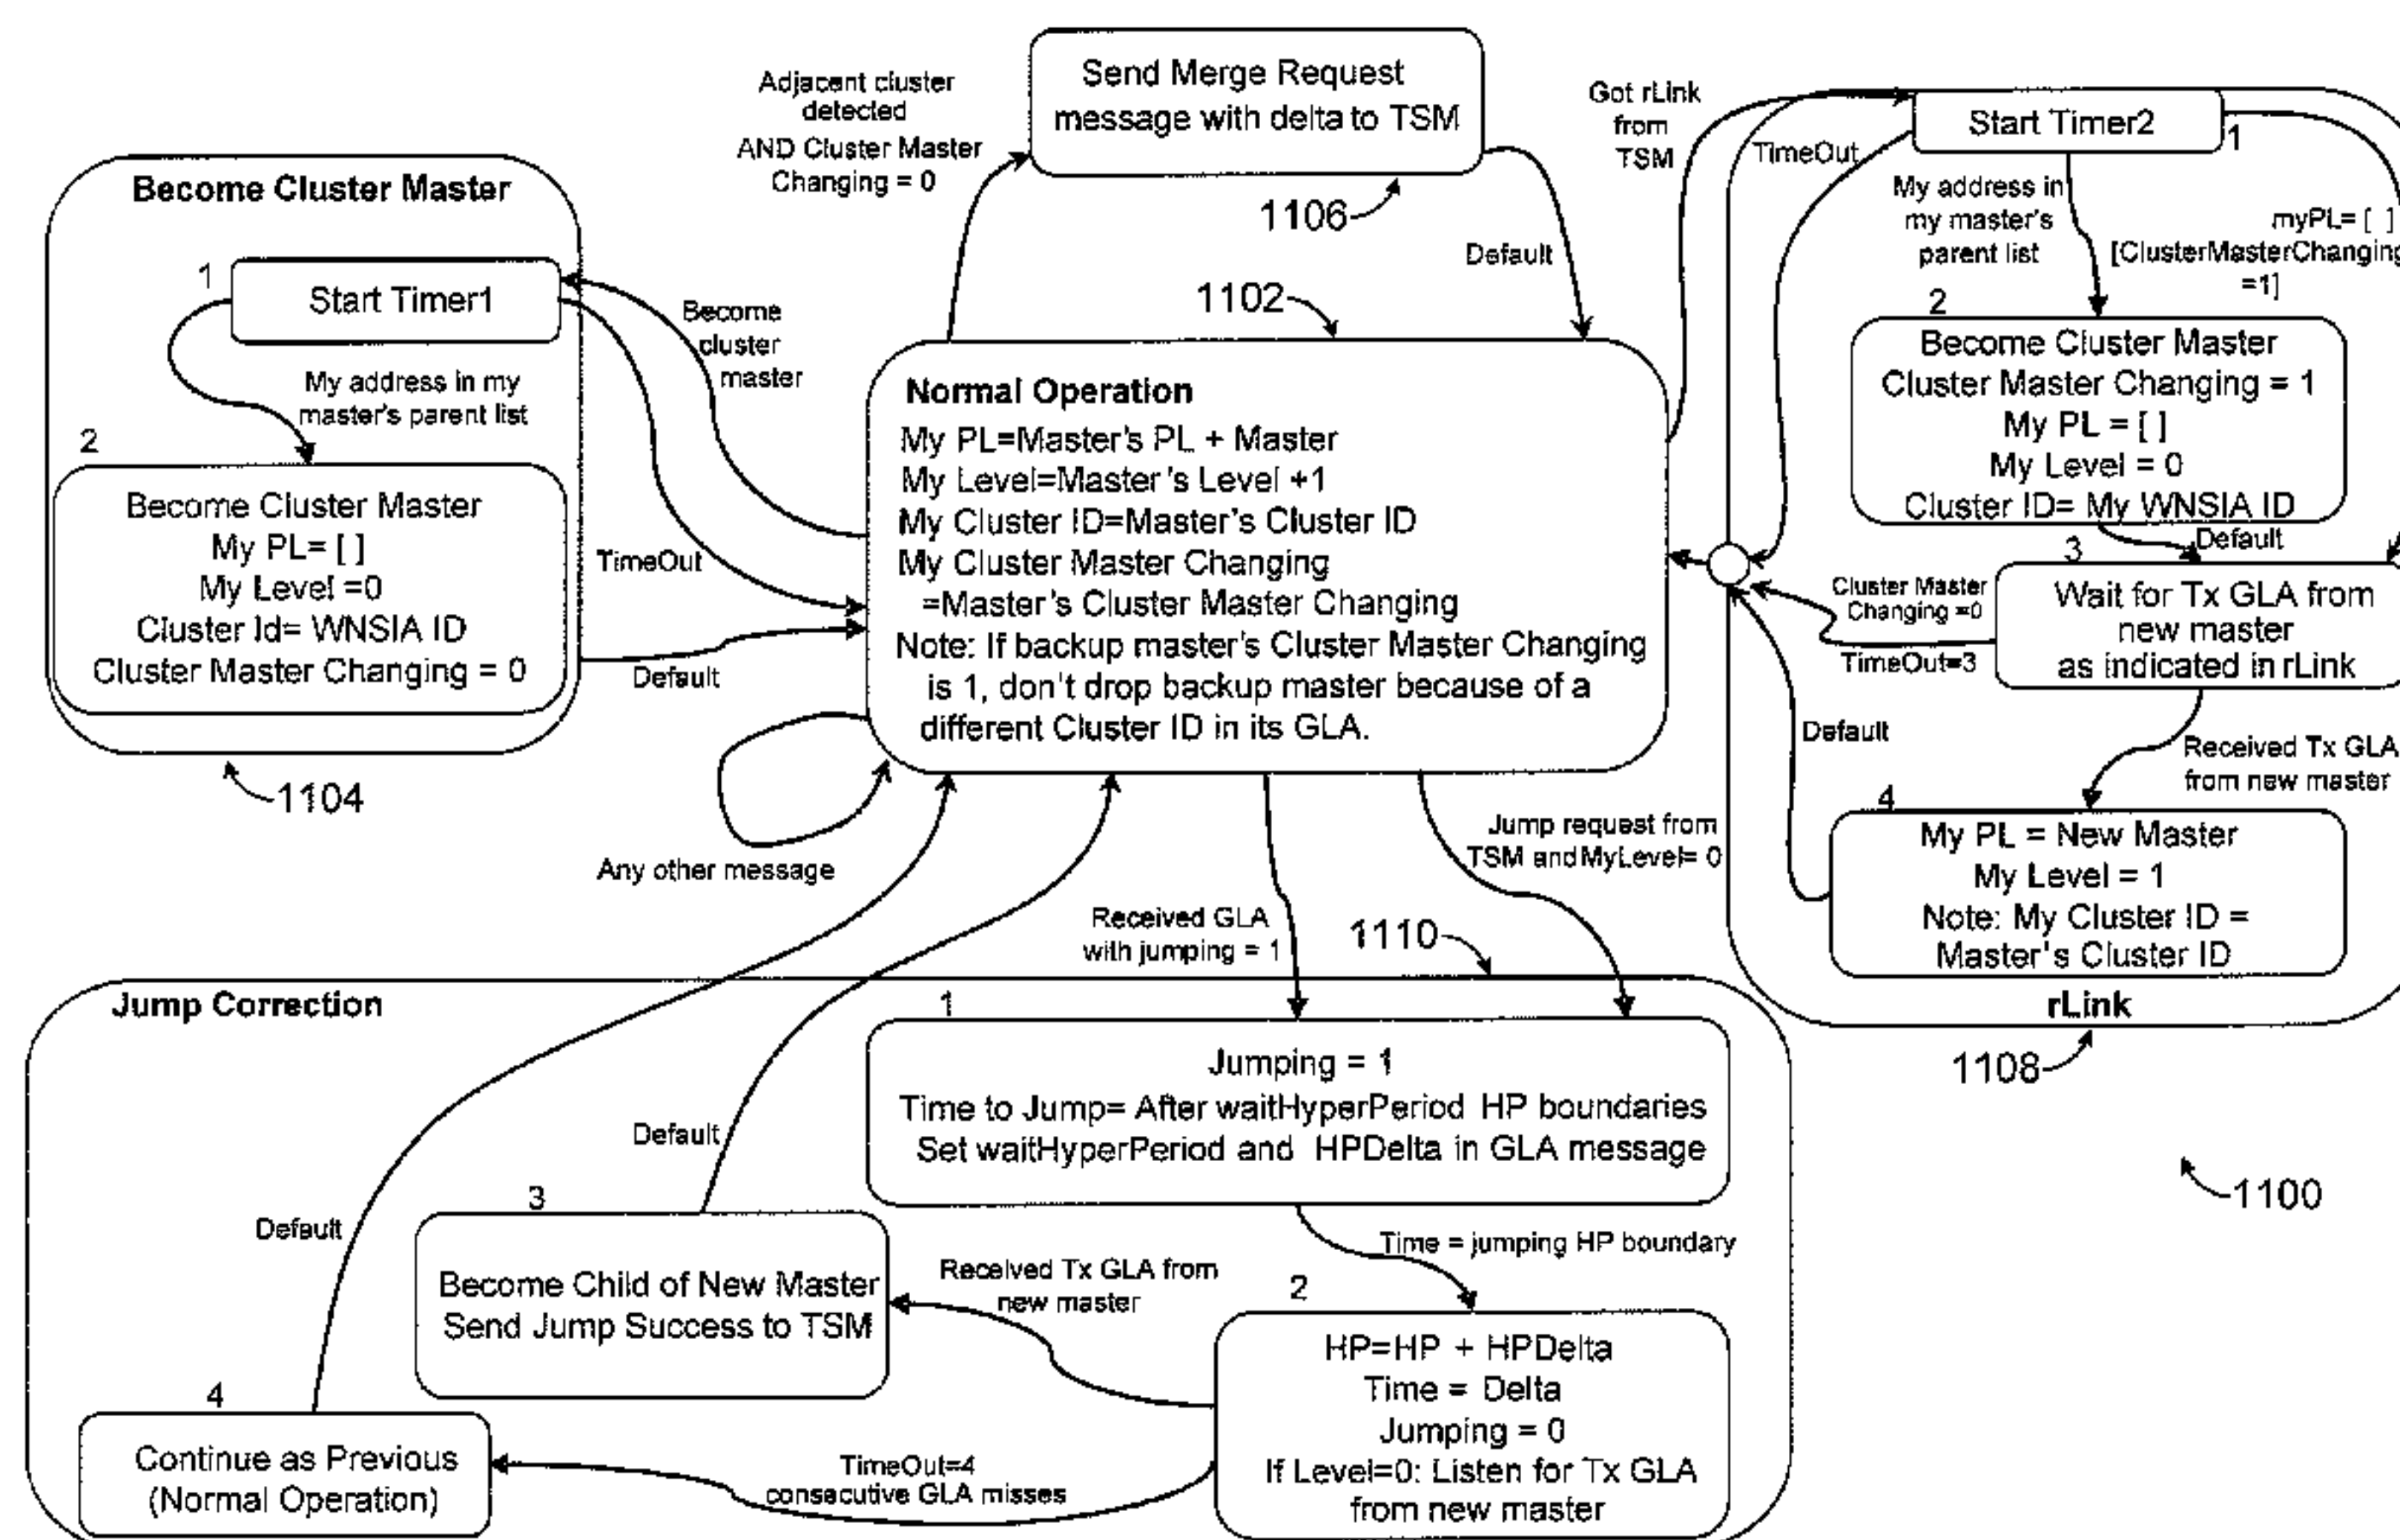 Adjacent cluster
detected
AND Cluster Master
Changing = 0
Send Merge Request
message with delta to TSM
1106
Default
Got rLink
from
TSM
Become Cluster Master
1
Start Timer1
My address in my
master's parent list
2
Become Cluster Master
My PL= [ ]
My Level =0
Cluster Id= WNSIA ID
Cluster Master Changing = 0
1104
Become
cluster
master
TimeOut
Default
1102
Normal Operation
My PL=Master's PL + Master
My Level=Master's Level +1
My Cluster ID=Master's Cluster ID
My Cluster Master Changing
=Master's Cluster Master Changing
Note: If backup master's Cluster Master Changing
is 1, don't drop backup master because of a
different Cluster ID in its GLA.
Any other message
Start Timer2
1
TimeOut
My address in
my master's
parent list
myPL= [ ]
[ClusterMasterChanging
=1]
2
Become Cluster Master
Cluster Master Changing = 1
My PL = [ ]
My Level = 0
Cluster ID= My WNSIA ID
Default
3
Wait for Tx GLA from
new master
as indicated in rLink
Cluster Master
Changing =0
TimeOut=3
Default
Received Tx GLA
from new master
4
My PL = New Master
My Level = 1
Note: My Cluster ID =
Master's Cluster ID
rLink
1108
Received GLA
with jumping = 1
Jump request from
TSM and MyLevel= 0
1110
Jump Correction
1
Jumping = 1
Time to Jump= After waitHyperPeriod HP boundaries
Set waitHyperPeriod and HPDelta in GLA message
Time = jumping HP boundary
2
HP=HP + HPDelta
Time = Delta
Jumping = 0
If Level=0: Listen for Tx GLA
from new master
Received Tx GLA from
new master
3
Become Child of New Master
Send Jump Success to TSM
Default
TimeOut=4
consecutive GLA misses
4
Continue as Previous
(Normal Operation)
Default
1100